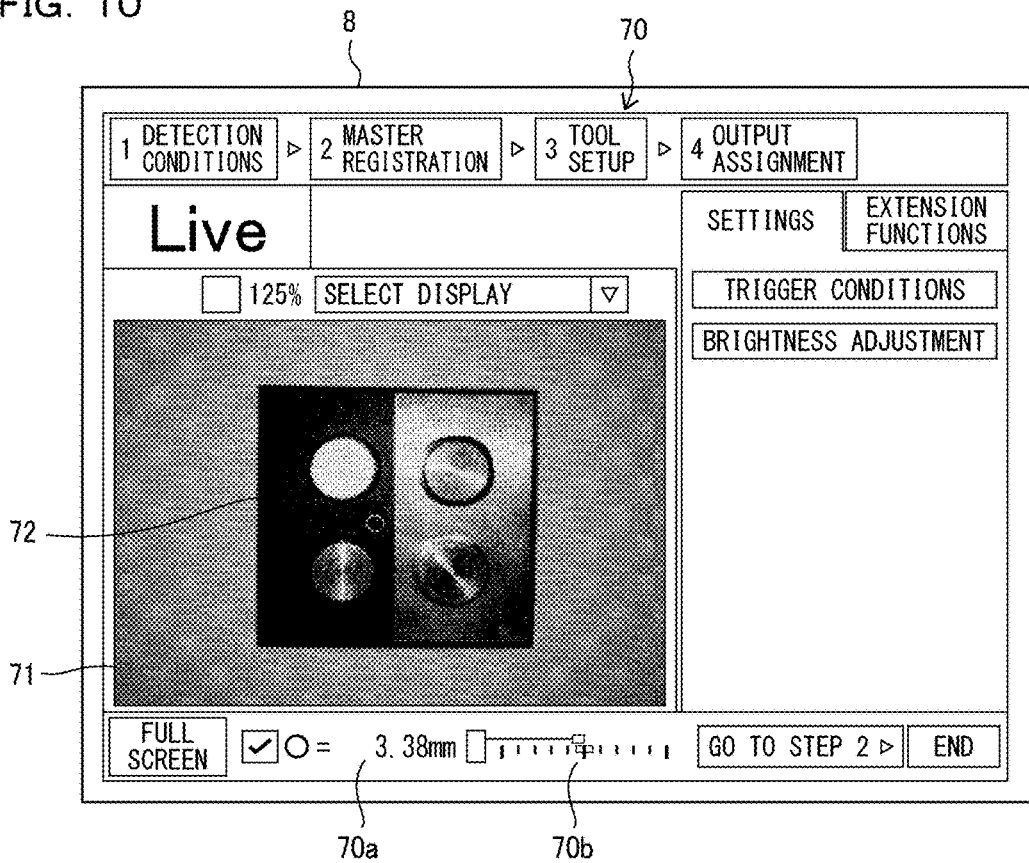 FIG. 10
8
70
1 DETECTION CONDITIONS ▷ 2 MASTER REGISTRATION ▷ 3 TOOL SETUP ▷ 4 OUTPUT ASSIGNMENT
Live
SETTINGS
EXTENSION
FUNCTIONS
125% SELECT DISPLAY ▽
TRIGGER CONDITIONS
BRIGHTNESS ADJUSTMENT
72
71
FULL
SCREEN
✓ ○ = 3.38mm
GO TO STEP 2 ▷
END
70a
70b